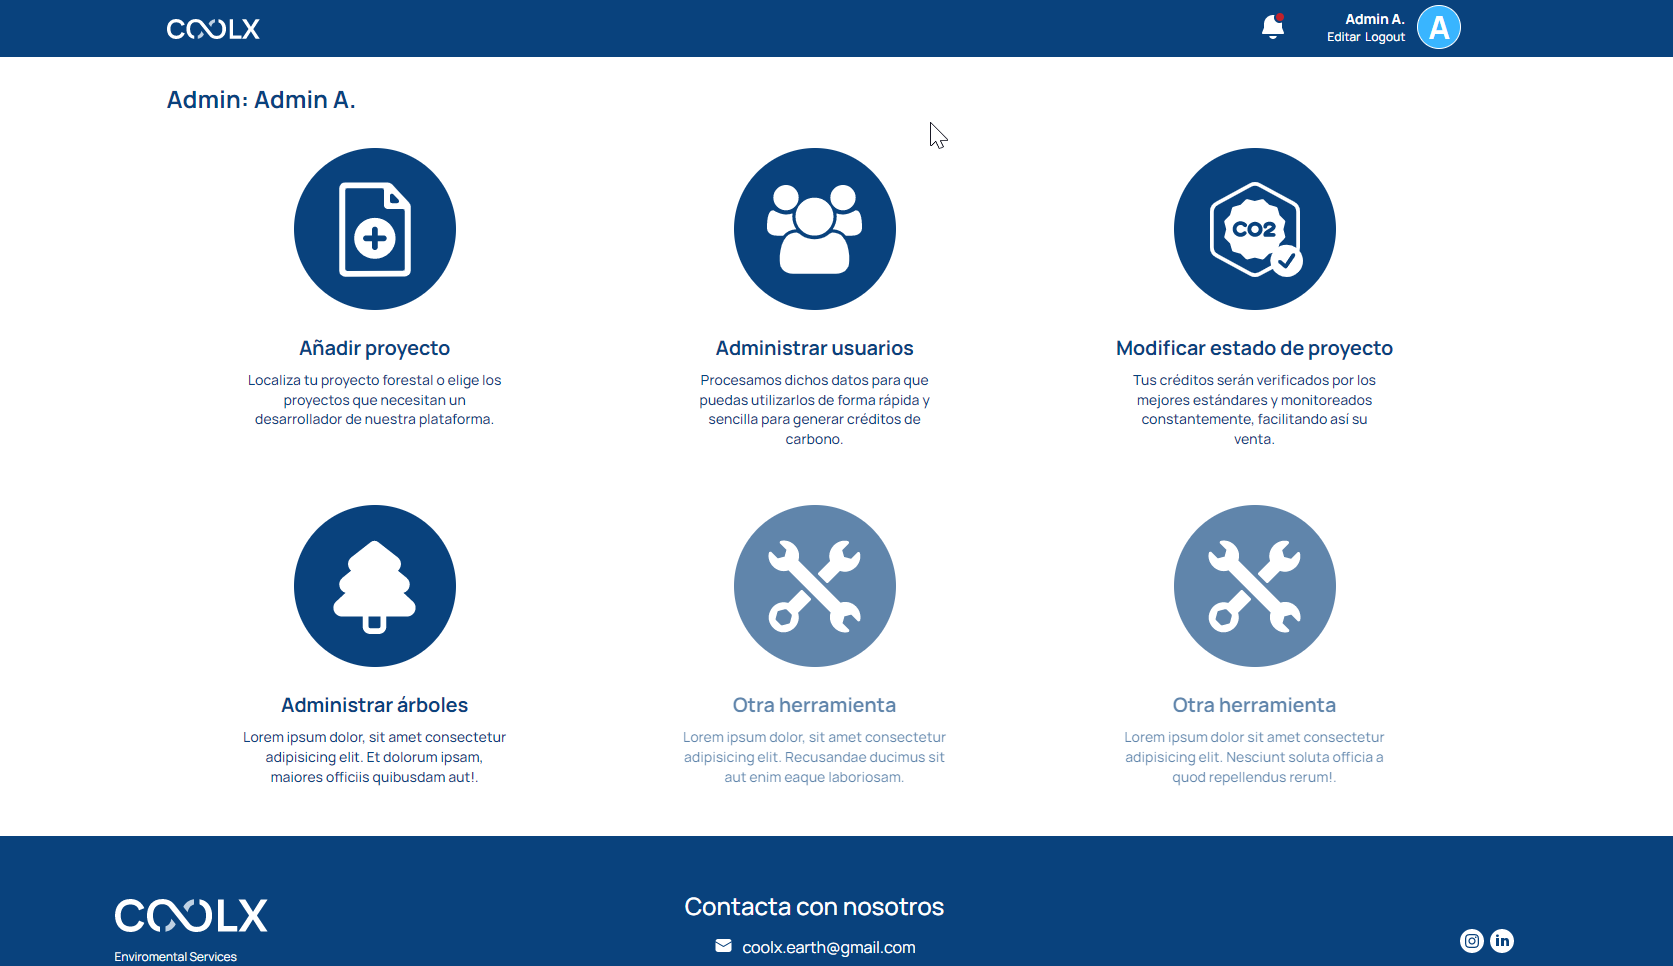 COOLX
Admin A.
Editar Logout
A
Admin: Admin A.
CO2
Añadir proyecto
Localiza tu proyecto forestal o elige los
proyectos que necesitan un
desarrollador de nuestra plataforma.
Administrar usuarios
Procesamos dichos datos para que
puedas utilizarlos de forma rápida y
sencilla para generar créditos de
carbono.
Modificar estado de proyecto
Tus créditos serán verificados por los
mejores estándares y monitoreados
constantemente, facilitando así su
venta.
Administrar árboles
Lorem ipsum dolor, sit amet consectetur
adipisicing elit. Et dolorum ipsam,
maiores officiis quibusdam aut!.
Otra herramienta
Lorem ipsum dolor, sit amet consectetur
adipisicing elit. Recusandae ducimus sit
aut enim eaque laboriosam.
Otra herramienta
Lorem ipsum dolor sit amet consectetur
adipisicing elit. Nesciunt soluta officia a
quod repellendus rerum!.
COOLX
Enviromental Services
Contacta con nosotros
coolx.earth@gmail.com
in